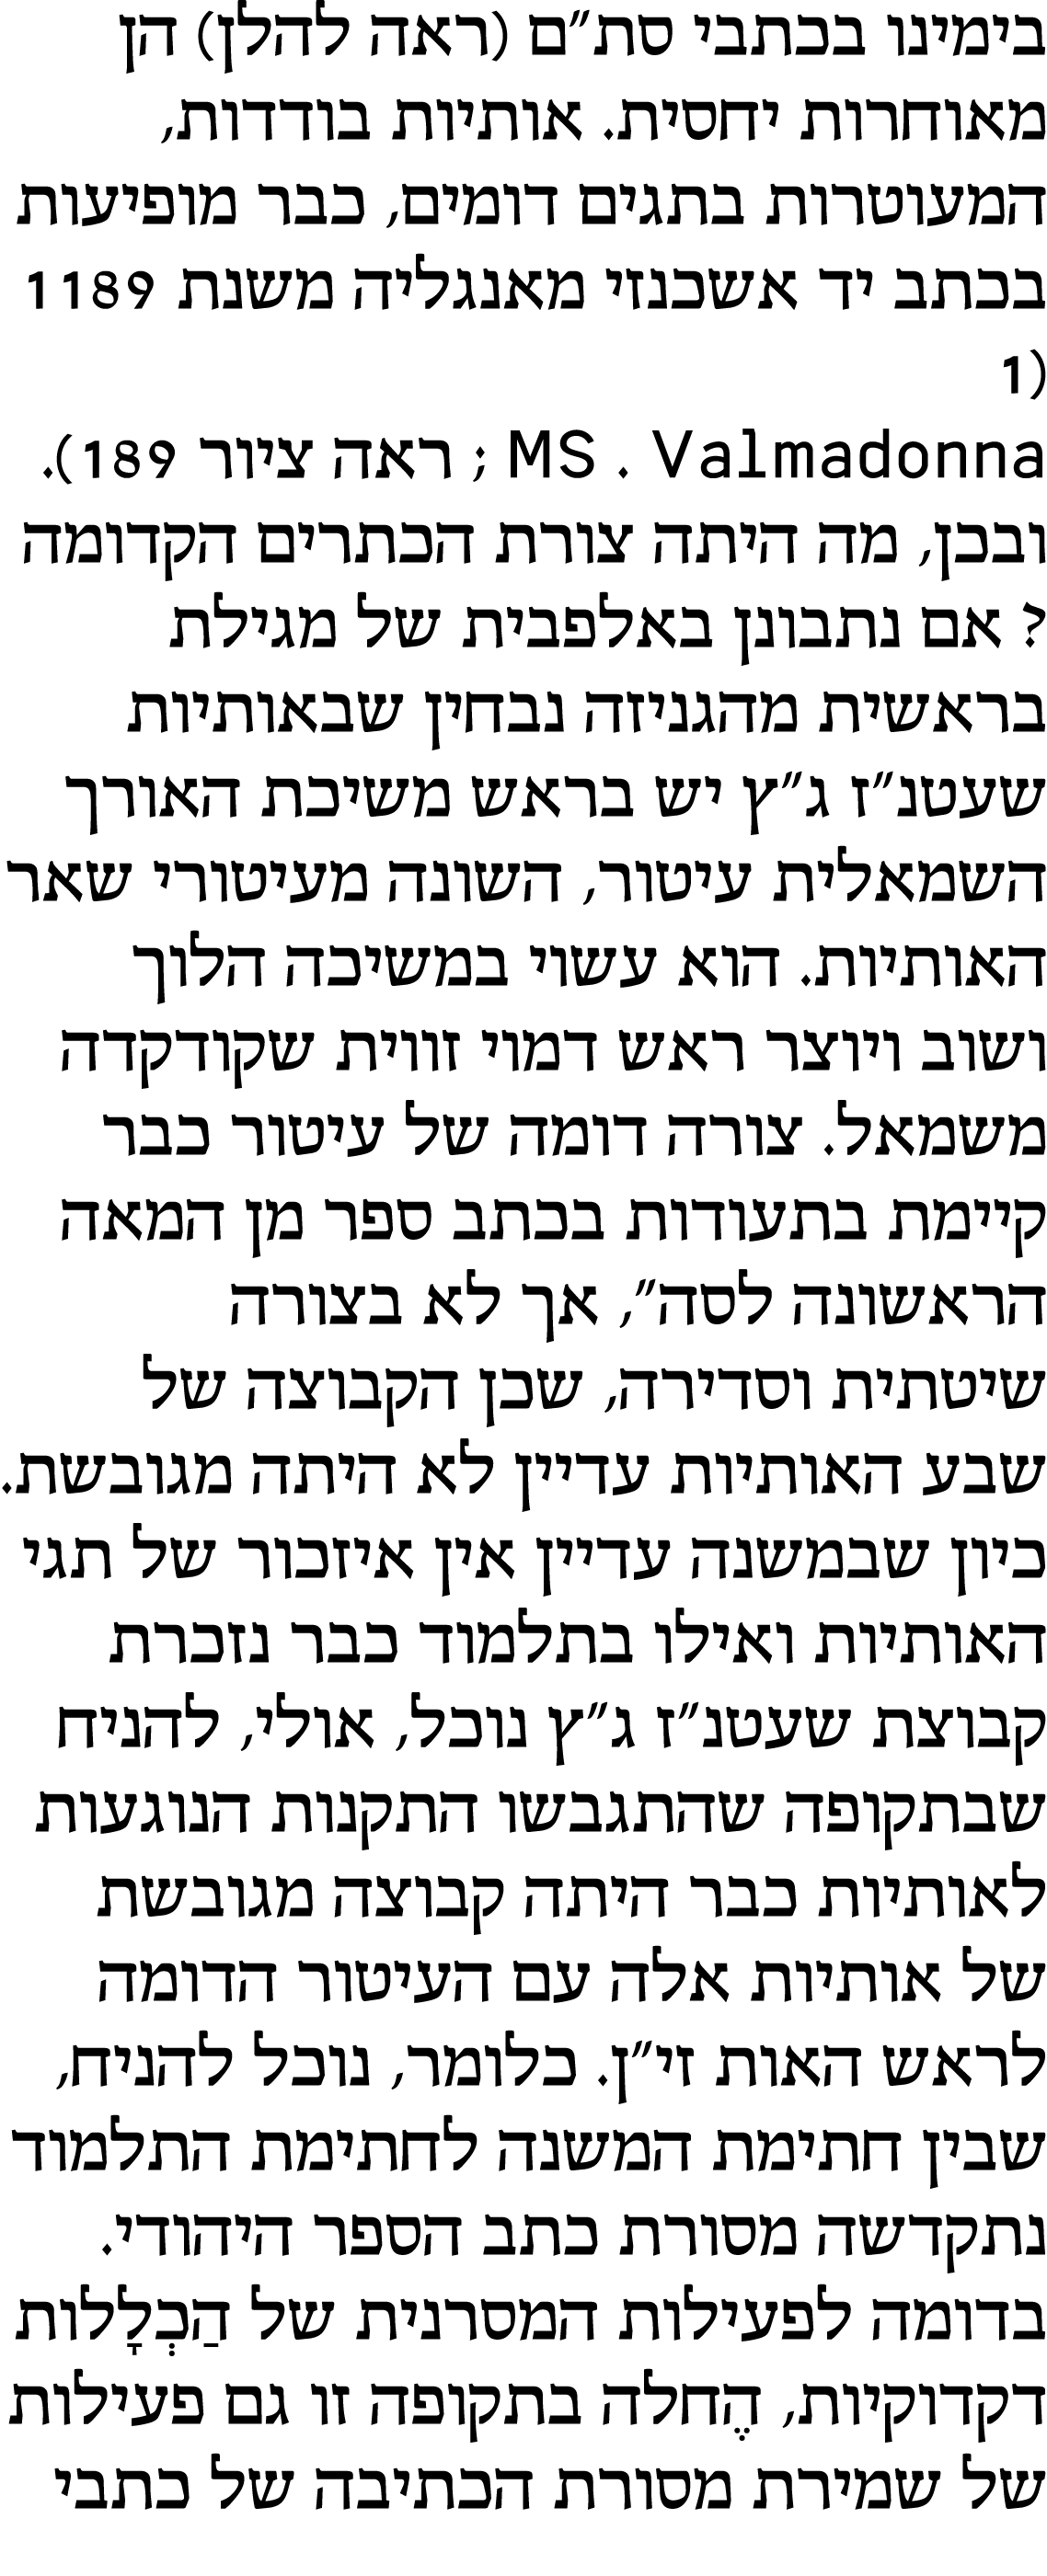 בימינו בכתבי סת"ם (ראה להלן) הן
מאוחרות יחסית. אותיות בודדות,
המעוטרות בתגים דומים, כבר מופיעות
בכתב יד אשכנזי מאנגליה משנת 1189
(1
MS . Valmadonna ; ראה ציור 189).
ובכן, מה היתה צורת הכתרים הקדומה
? אם נתבונן באלפבית של מגילת
בראשית מהגניזה נבחין שבאותיות
שעטנ"ז ג"ץ יש בראש משיכת האורך
השמאלית עיטור, השונה מעיטורי שאר
האותיות. הוא עשוי במשיכה הלוך
ושוב ויוצר ראש דמוי זווית שקודקדה
משמאל. צורה דומה של עיטור כבר
קיימת בתעודות בכתב ספר מן המאה
הראשונה לסה", אך לא בצורה
שיטתית וסדירה, שכן הקבוצה של
שבע האותיות עדיין לא היתה מגובשת.
כיון שבמשנה עדיין אין איזכור של תגי
האותיות ואילו בתלמוד כבר נזכרת
קבוצת שעטנ"ז ג"ץ נוכל, אולי, להניח
שבתקופה שהתגבשו התקנות הנוגעות
לאותיות כבר היתה קבוצה מגובשת
של אותיות אלה עם העיטור הדומה
לראש האות זי"ן. כלומר, נוכל להניח,
שבין חתימת המשנה לחתימת התלמוד
נתקדשה מסורת כתב הספר היהודי.
בדומה לפעילות המסרנית של הַכְלָלות
דקדוקיות, הֶחלה בתקופה זו גם פעילות
של שמירת מסורת הכתיבה של כתבי